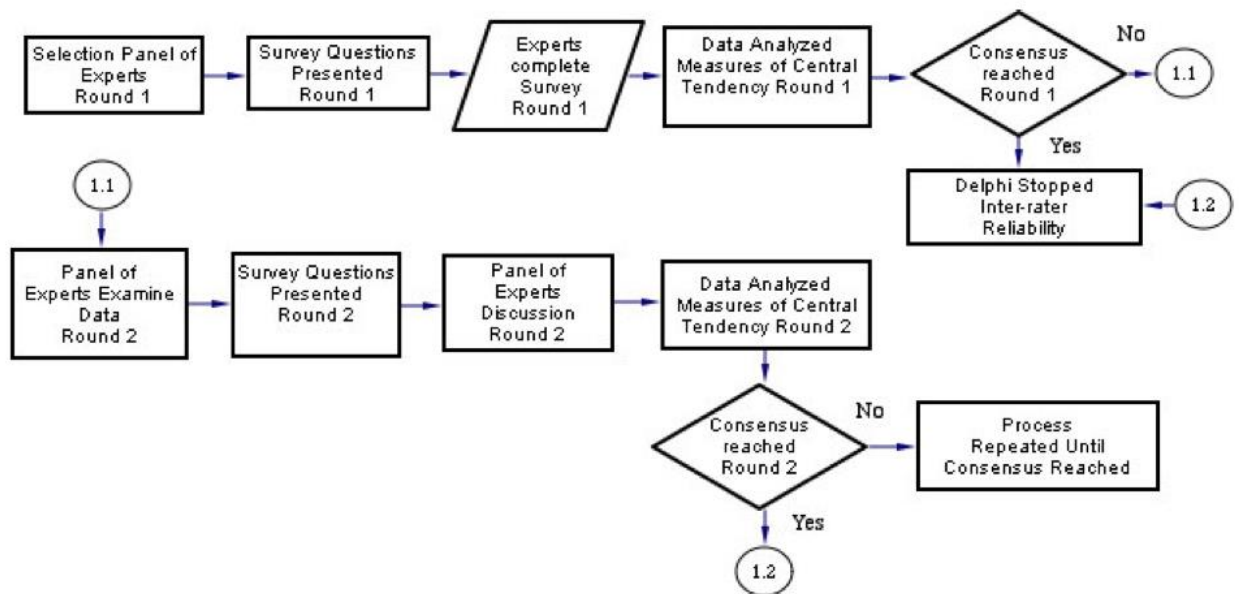 Selection Panel of
Experts
Round 1
Survey Questions
Presented
Round 1
Experts
complete
Survey
Round 1
Data Analyzed
Measures of Central
Tendency Round 1
Consensus
reached
Round 1
No
1.1
Yes
Delphi Stopped
Inter-rater
Reliability
1.2
1.1
Panel of
Experts Examine
Data
Round 2
Survey Questions
Presented
Round 2
Panel of
Experts
Discussion
Round 2
Data Analyzed
Measures of Central
Tendency Round 2
Consensus
reached
Round 2
No
Process
Repeated Until
Consensus Reached
Yes
1.2